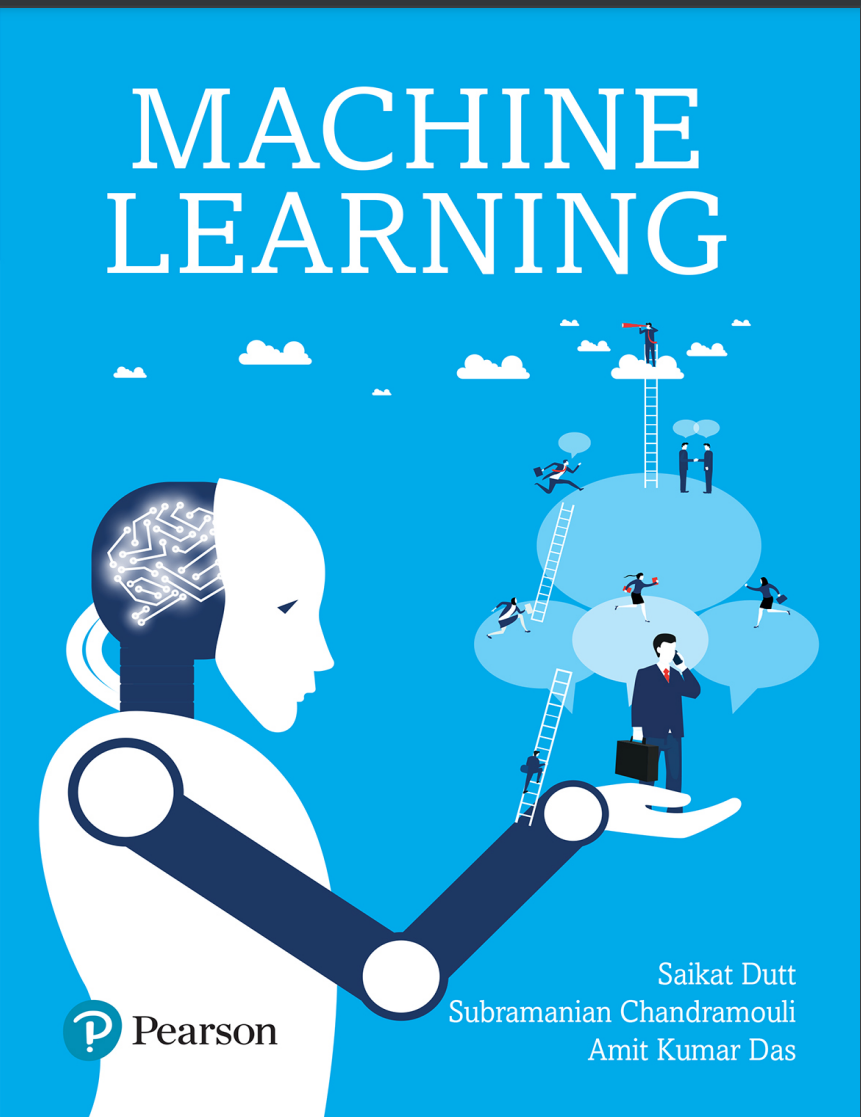 MACHINE
LEARNING
Saikat Dutt
Subramanian Chandramouli
Amit Kumar Das
Pearson